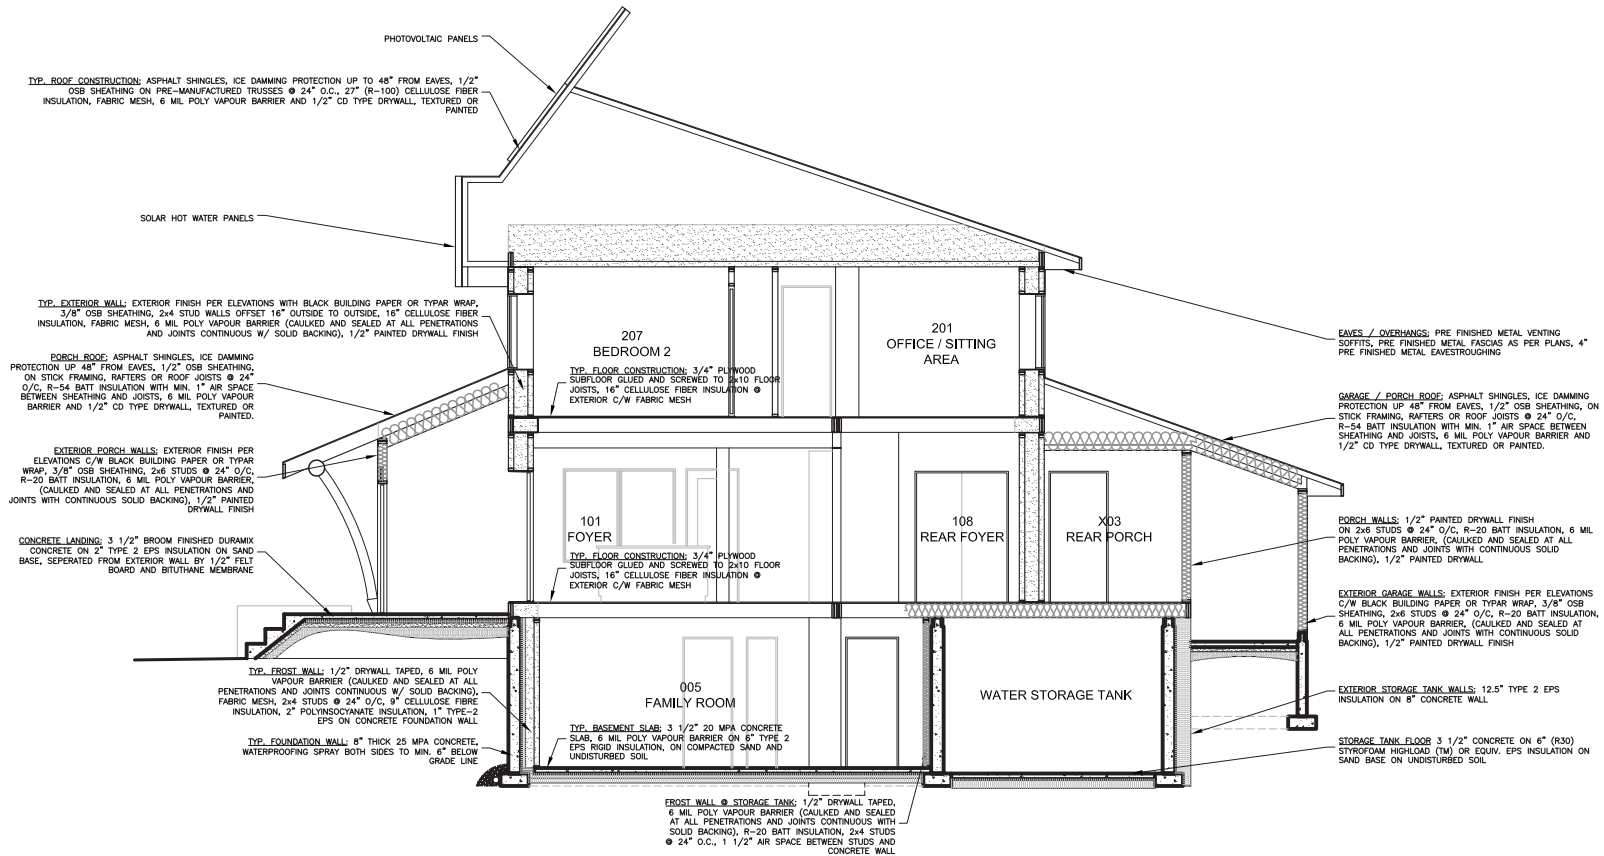 PHOTOVOLTAIC PANELS
TYP. ROOF CONSTRUCTION: ASPHALT SHINGLES, ICE DAMMING PROTECTION UP TO 48" FROM EAVES, 1/2"
OSB SHEATHING ON PRE-MANUFACTURED TRUSSES @ 24" O.C., 27" (R-100) CELLULOSE FIBER
INSULATION, FABRIC MESH, 6 MIL POLY VAPOUR BARRIER AND 1/2" CD TYPE DRYWALL, TEXTURED OR
PAINTED
SOLAR HOT WATER PANELS
TYP. EXTERIOR WALL: EXTERIOR FINISH PER ELEVATIONS WITH BLACK BUILDING PAPER OR TYPAR WRAP,
3/8" OSB SHEATHING, 2x4 STUD WALLS OFFSET 16" OUTSIDE TO OUTSIDE, 16" CELLULOSE FIBER
INSULATION, FABRIC MESH, 6 MIL POLY VAPOUR BARRIER (CAULKED AND SEALED AT ALL PENETRATIONS
AND JOINTS CONTINUOUS W/ SOLID BACKING), 1/2" PAINTED DRYWALL FINISH
PORCH ROOF: ASPHALT SHINGLES, ICE DAMMING
PROTECTION UP 48" FROM EAVES, 1/2" OSB SHEATHING,
ON STICK FRAMING, RAFTERS OR ROOF JOISTS @ 24"
O/C, R-54 BATT INSULATION WITH MIN. 1" AIR SPACE
BETWEEN SHEATHING AND JOISTS, 6 MIL POLY VAPOUR
BARRIER AND 1/2" CD TYPE DRYWALL, TEXTURED OR
PAINTED.
EXTERIOR PORCH WALLS: EXTERIOR FINISH PER
ELEVATIONS C/W BLACK BUILDING PAPER OR TYPAR
WRAP, 3/8" OSB SHEATHING, 2x6 STUDS @ 24" O/C,
R-20 BATT INSULATION, 6 MIL POLY VAPOUR BARRIER,
(CAULKED AND SEALED AT ALL PENETRATIONS AND
JOINTS WITH CONTINUOUS SOLID BACKING), 1/2" PAINTED
DRYWALL FINISH
CONCRETE LANDING: 3 1/2" BROOM FINISHED DURAMIX
CONCRETE ON 2" TYPE 2 EPS INSULATION ON SAND
BASE, SEPERATED FROM EXTERIOR WALL BY 1/2" FELT
BOARD AND BITUTHANE MEMBRANE
TYP. FROST WALL: 1/2" DRYWALL TAPED, 6 MIL POLY
VAPOUR BARRIER (CAULKED AND SEALED AT ALL
PENETRATIONS AND JOINTS CONTINUOUS W/ SOLID BACKING),
FABRIC MESH, 2x4 STUDS @ 24" O/C, 9" CELLULOSE FIBRE
INSULATION, 2" POLYINSOCYANATE INSULATION, 1" TYPE-2
EPS ON CONCRETE FOUNDATION WALL
TYP. FOUNDATION WALL: 8" THICK 25 MPA CONCRETE,
WATERPROOFING SPRAY BOTH SIDES TO MIN. 6" BELOW
GRADE LINE
207
BEDROOM 2
201
OFFICE / SITTING
AREA
TYP. FLOOR CONSTRUCTION: 3/4" PLYWOOD
SUBFLOOR GLUED AND SCREWED TO 2x10 FLOOR
JOISTS, 16" CELLULOSE FIBER INSULATION @
EXTERIOR C/W FABRIC MESH
101
FOYER
108
REAR FOYER
X03
REAR PORCH
TYP. FLOOR CONSTRUCTION: 3/4" PLYWOOD
SUBFLOOR GLUED AND SCREWED TO 2x10 FLOOR
JOISTS, 16" CELLULOSE FIBER INSULATION @
EXTERIOR C/W FABRIC MESH
005
FAMILY ROOM
WATER STORAGE TANK
TYP. BASEMENT SLAB: 3 1/2" 20 MPA CONCRETE
SLAB, 6 MIL POLY VAPOUR BARRIER ON 6" TYPE 2
EPS RIGID INSULATION, ON COMPACTED SAND AND
UNDISTURBED SOIL
FROST WALL @ STORAGE TANK: 1/2" DRYWALL TAPED,
6 MIL POLY VAPOUR BARRIER (CAULKED AND SEALED
AT ALL PENETRATIONS AND JOINTS CONTINUOUS WITH
SOLID BACKING), R-20 BATT INSULATION, 2x4 STUDS
@ 24" O.C., 1 1/2" AIR SPACE BETWEEN STUDS AND
CONCRETE WALL
EAVES / OVERHANGS: PRE FINISHED METAL VENTING
SOFFITS, PRE FINISHED METAL FASCIAS AS PER PLANS, 4"
PRE FINISHED METAL EAVESTROUGHING
GARAGE / PORCH ROOF: ASPHALT SHINGLES, ICE DAMMING
PROTECTION UP 48" FROM EAVES, 1/2" OSB SHEATHING, ON
STICK FRAMING, RAFTERS OR ROOF JOISTS @ 24" O/C,
R-54 BATT INSULATION WITH MIN. 1" AIR SPACE BETWEEN
SHEATHING AND JOISTS, 6 MIL POLY VAPOUR BARRIER AND
1/2" CD TYPE DRYWALL, TEXTURED OR PAINTED.
PORCH WALLS: 1/2" PAINTED DRYWALL FINISH
ON 2x6 STUDS @ 24" O/C, R-20 BATT INSULATION, 6 MIL
POLY VAPOUR BARRIER, (CAULKED AND SEALED AT ALL
PENETRATIONS AND JOINTS WITH CONTINUOUS SOLID
BACKING), 1/2" PAINTED DRYWALL
EXTERIOR GARAGE WALLS: EXTERIOR FINISH PER ELEVATIONS
C/W BLACK BUILDING PAPER OR TYPAR WRAP, 3/8" OSB
SHEATHING, 2x6 STUDS @ 24" O/C, R-20 BATT INSULATION,
6 MIL POLY VAPOUR BARRIER, (CAULKED AND SEALED AT
ALL PENETRATIONS AND JOINTS WITH CONTINUOUS SOLID
BACKING), 1/2" PAINTED DRYWALL FINISH
EXTERIOR STORAGE TANK WALLS: 12.5" TYPE 2 EPS
INSULATION ON 8" CONCRETE WALL
STORAGE TANK FLOOR 3 1/2" CONCRETE ON 6" (R30)
STYROFOAM HIGHLOAD (TM) OR EQUIV. EPS INSULATION ON
SAND BASE ON UNDISTURBED SOIL